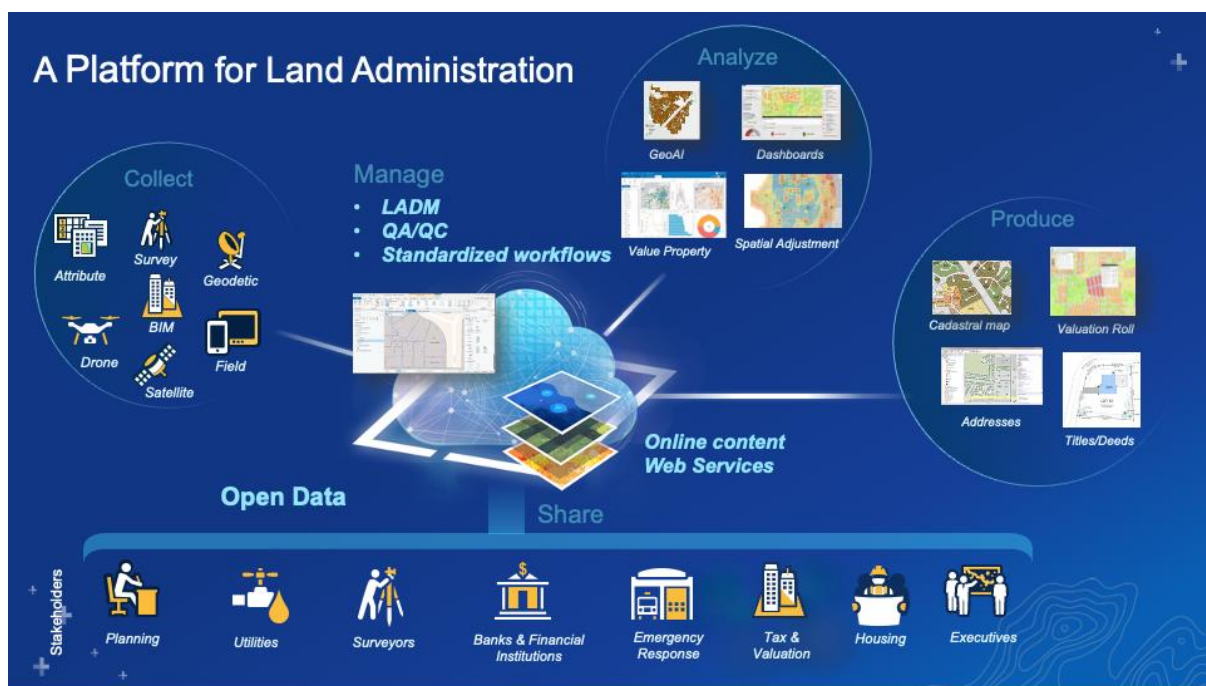 A Platform for Land Administration
Collect
Attribute
Survey
Geodetic
BIM
Drone
Field
Satellite
Manage
• LADM
• QA/QC
• Standardized workflows
Analyze
GeoAI
Dashboards
Value Property
Spatial Adjustment
Produce
Cadastral map
Valuation Roll
Addresses
Titles/Deeds
Online content
Web Services
Open Data
Share
Stakeholders
Planning
Utilities
Surveyors
Banks & Financial
Institutions
Emergency
Response
Tax &
Valuation
Housing
Executives